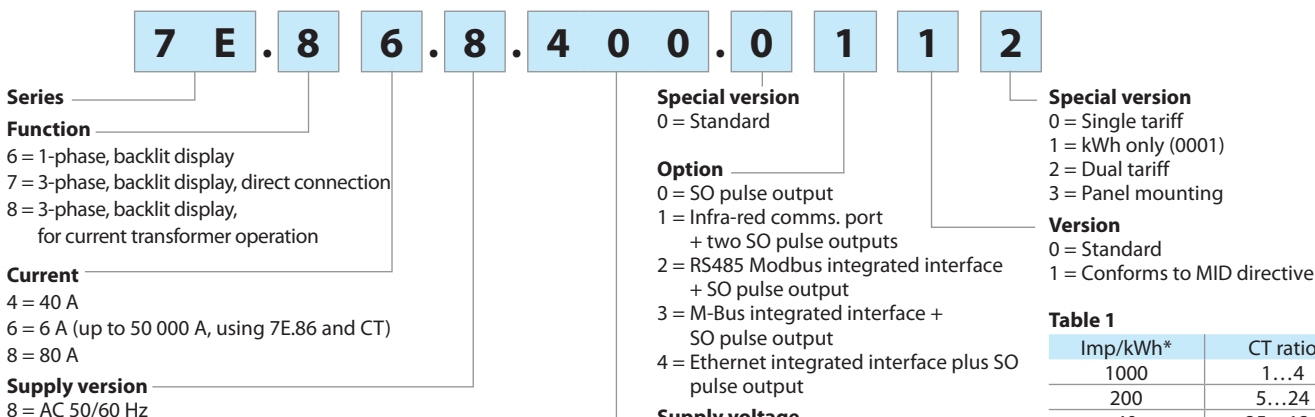 7 E . 8 6 . 8 . 4 0 0 . 0 1 1 2
Series
Function
6 = 1-phase, backlit display
7 = 3-phase, backlit display, direct connection
8 = 3-phase, backlit display,
for current transformer operation
Current
4 = 40 A
6 = 6 A (up to 50 000 A, using 7E.86 and CT)
8 = 80 A
Supply version
8 = AC 50/60 Hz
Special version
0 = Standard
Option
0 = SO pulse output
1 = Infra-red comms. port
+ two SO pulse outputs
2 = RS485 Modbus integrated interface
+ SO pulse output
3 = M-Bus integrated interface +
SO pulse output
4 = Ethernet integrated interface plus SO
pulse output
Supply voltage
Special version
0 = Single tariff
1 = kWh only (0001)
2 = Dual tariff
3 = Panel mounting
Version
0 = Standard
1 = Conforms to MID directive
Table 1
Imp/kWh* CT ratio
1000 1…4
200 5…24